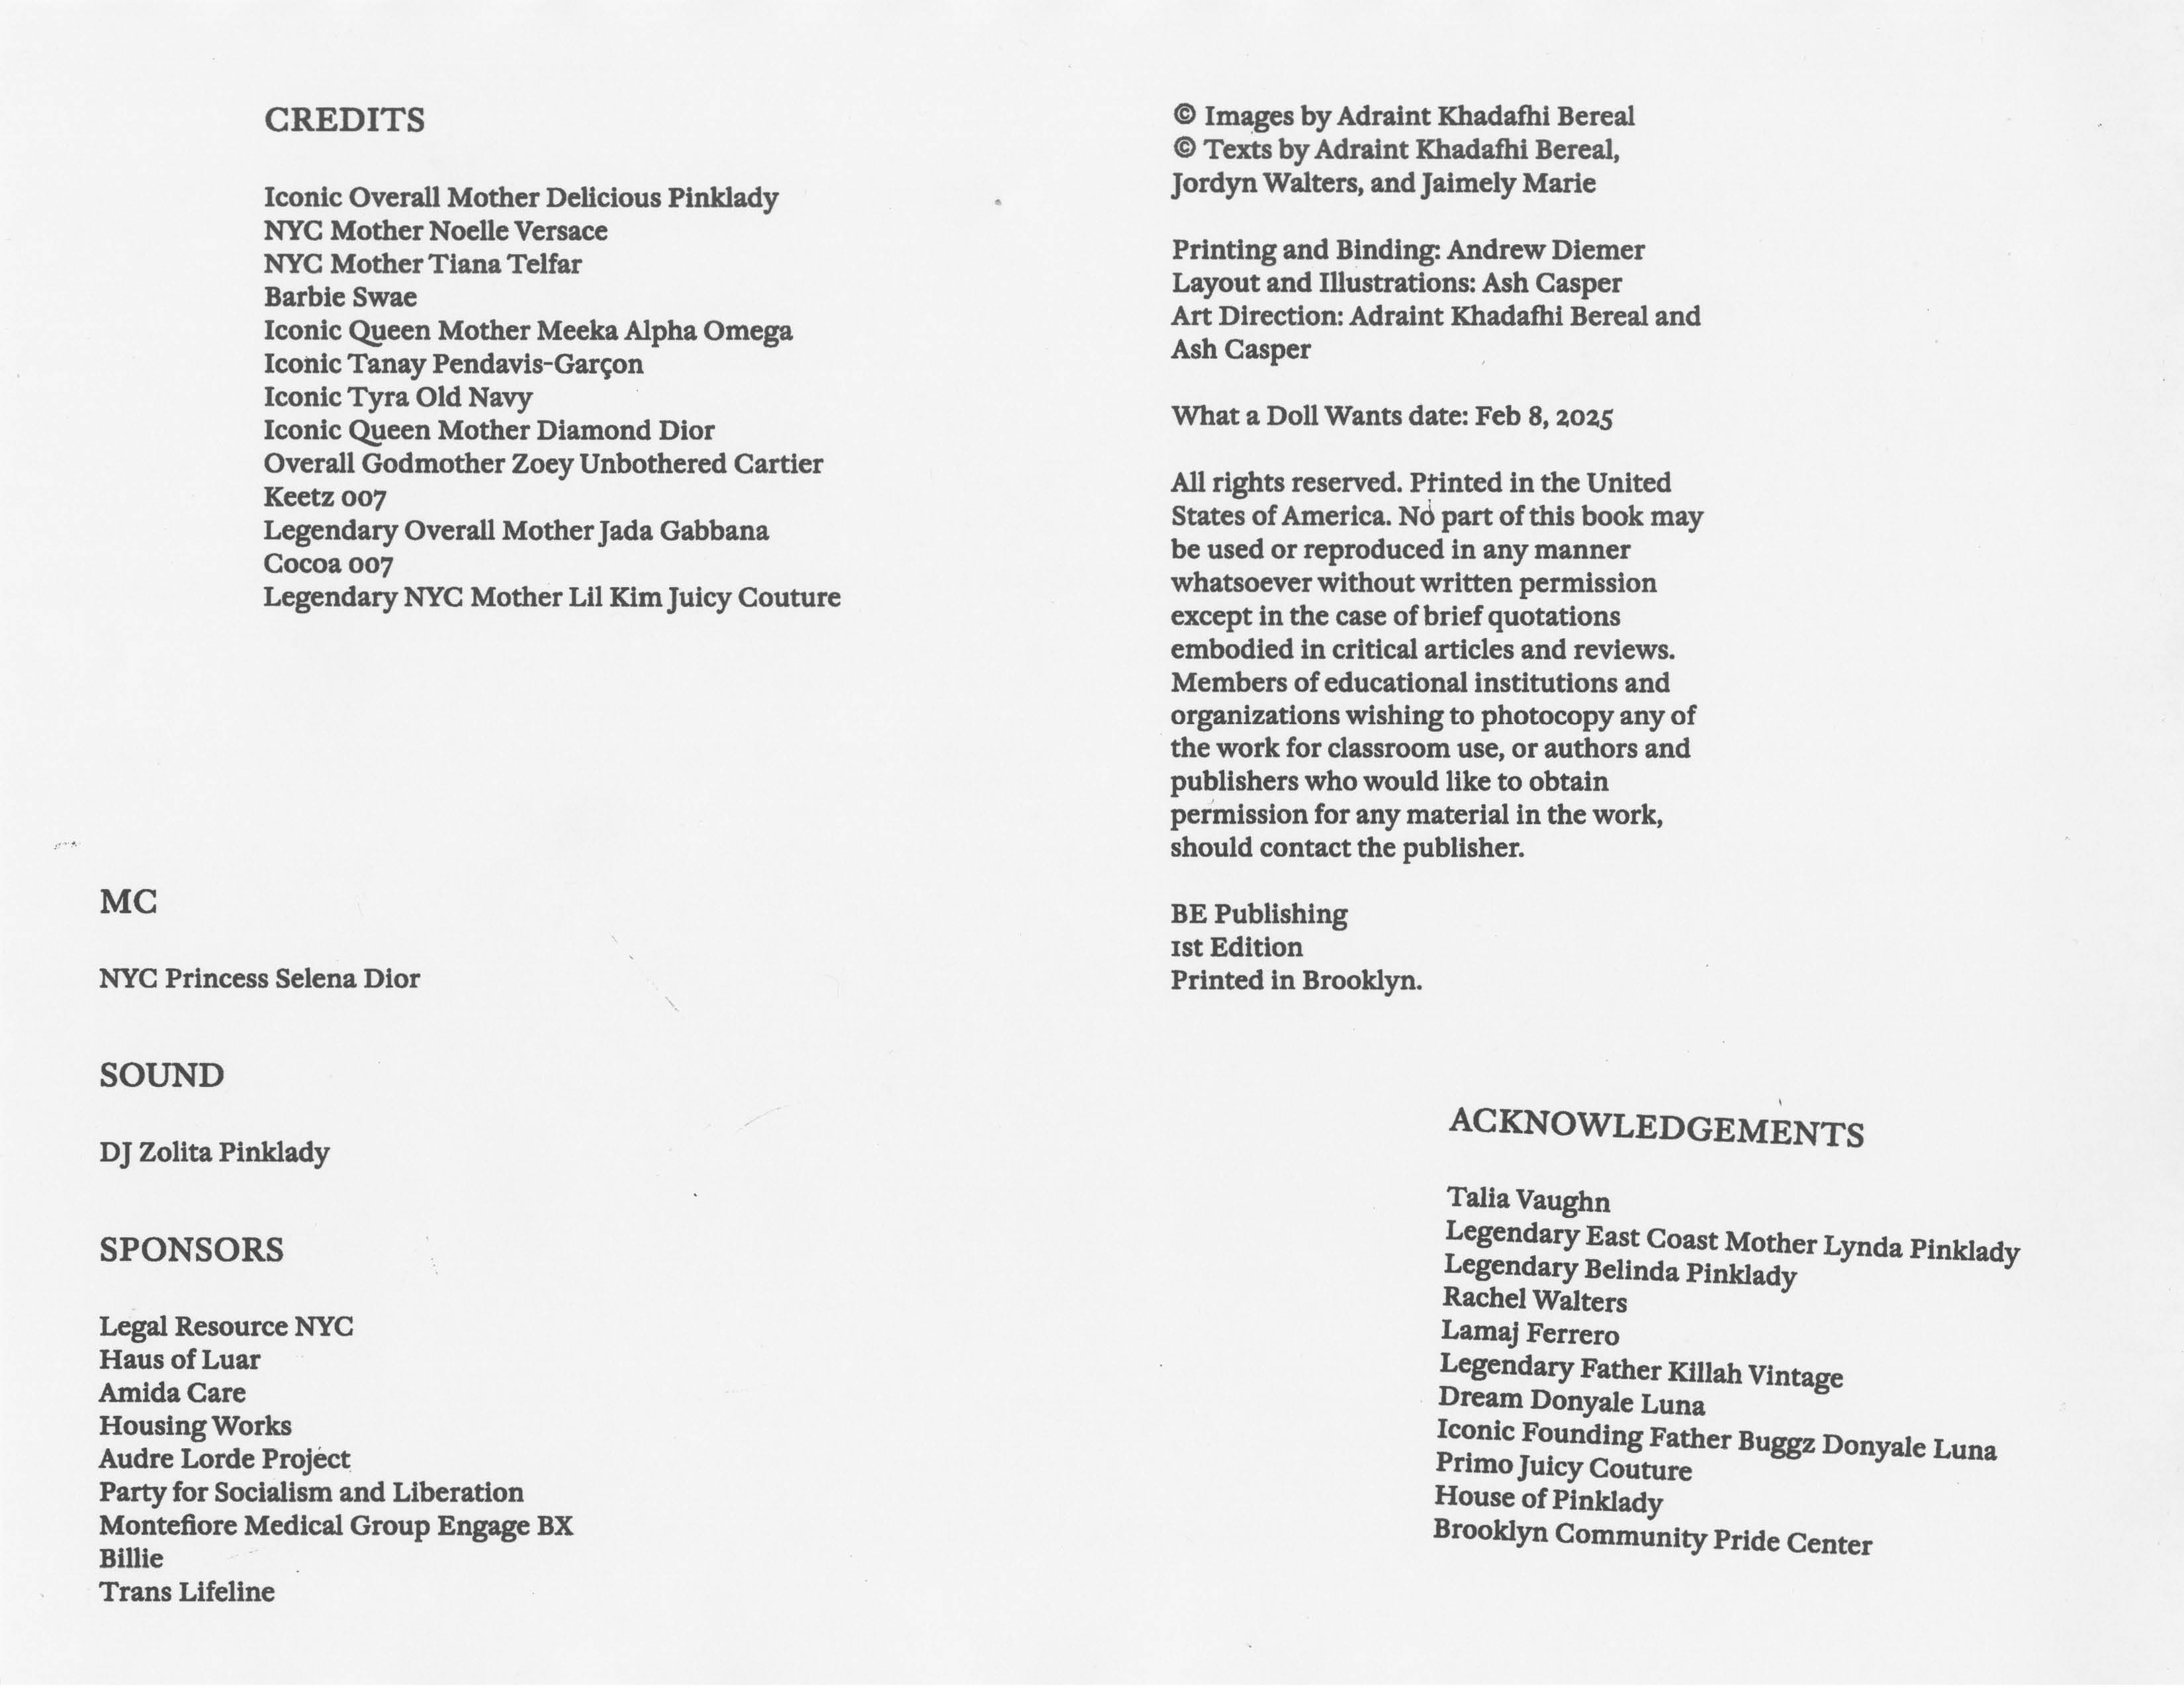 CREDITS
Iconic Overall Mother Delicious Pinklady
NYC Mother Noelle Versace
NYC Mother Tiana Telfar
Barbie Swae
Iconic Queen Mother Meeka Alpha Omega
Iconic Tanay Pendavis-Garçon
Iconic Tyra Old Navy
Iconic Queen Mother Diamond Dior
Overall Godmother Zoey Unbothered Cartier
Keetz 007
Legendary Overall Mother Jada Gabbana
Cocoa 007
Legendary NYC Mother Lil Kim Juicy Couture
MC
NYC Princess Selena Dior
SOUND
DJ Zolita Pinklady
SPONSORS
Legal Resource NYC
Haus of Luar
Amida Care
Housing Works
Audre Lorde Project
Party for Socialism and Liberation
Montefiore Medical Group Engage BX
Billie
Trans Lifeline
© Images by Adraint Khadafhi Bereal
© Texts by Adraint Khadafhi Bereal,
Jordyn Walters, and Jaimely Marie
Printing and Binding: Andrew Diemer
Layout and Illustrations: Ash Casper
Art Direction: Adraint Khadafhi Bereal and
Ash Casper
What a Doll Wants date: Feb 8, 2025
All rights reserved. Printed in the United
States of America. No part of this book may
be used or reproduced in any manner
whatsoever without written permission
except in the case of brief quotations
embodied in critical articles and reviews.
Members of educational institutions and
organizations wishing to photocopy any of
the work for classroom use, or authors and
publishers who would like to obtain
permission for any material in the work,
should contact the publisher.
BE Publishing
1st Edition
Printed in Brooklyn.
ACKNOWLEDGEMENTS
Talia Vaughn
Legendary East Coast Mother Lynda Pinklady
Legendary Belinda Pinklady
Rachel Walters
Lamaj Ferrero
Legendary Father Killah Vintage
Dream Donyale Luna
Iconic Founding Father Buggz Donyale Luna
Primo Juicy Couture
House of Pinklady
Brooklyn Community Pride Center